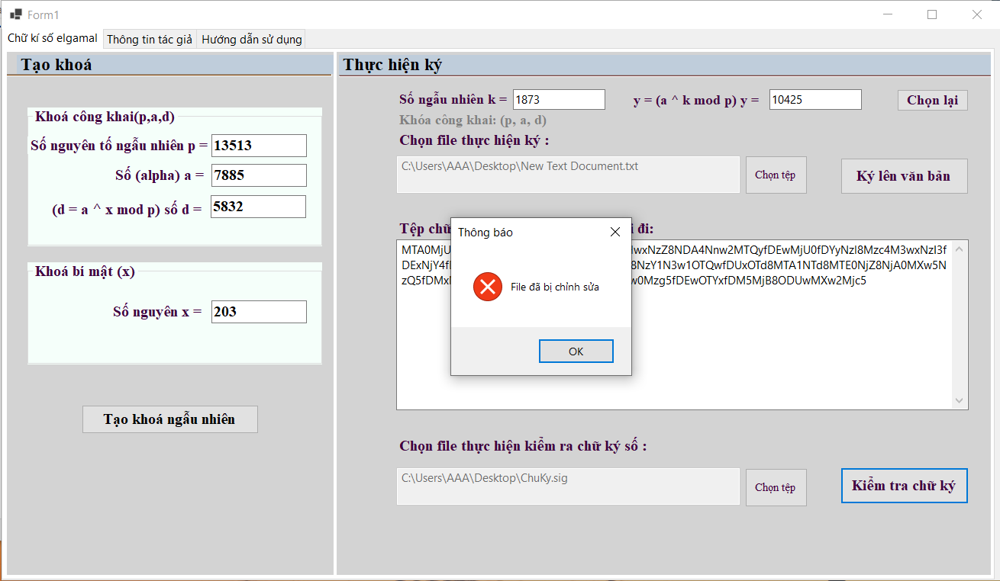 Form1
Chữ kí số elgamal Thông tin tác giả Hướng dẫn sử dụng
Tạo khoá
Khoá công khai(p,a,d)
Số nguyên tố ngẫu nhiên p = 13513
Số (alpha) a = 7885
(d = a ^ x mod p) số d = 5832
Khoá bí mật (x)
Số nguyên x = 203
Tạo khoá ngẫu nhiên
Thực hiện ký
Số ngẫu nhiên k = 1873 y = (a ^ k mod p) y = 10425 Chọn lại
Khóa công khai: (p, a, d)
Chọn file thực hiện ký :
C:\Users\AAA\Desktop\New Text Document.txt Chọn tệp Ký lên văn bản
Tệp chữ i đi:
MTA0MjU wxNzZ8NDA4Nnw2MTQyfDEwMjU0fDYyNzI8Mzc4M3wxNzI3f
DExNjY4f 8NzY1N3w1OTQwfDUxOTd8MTA1NTd8MTE0NjZ8NjA0MXw5N
zQ5fDMx w0Mzg5fDEwOTYxfDM5MjB8ODUwMXw2Mjc5
Thông báo
File đã bị chỉnh sửa
OK
Chọn file thực hiện kiểm ra chữ ký số :
C:\Users\AAA\Desktop\ChuKy.sig Chọn tệp Kiểm tra chữ ký